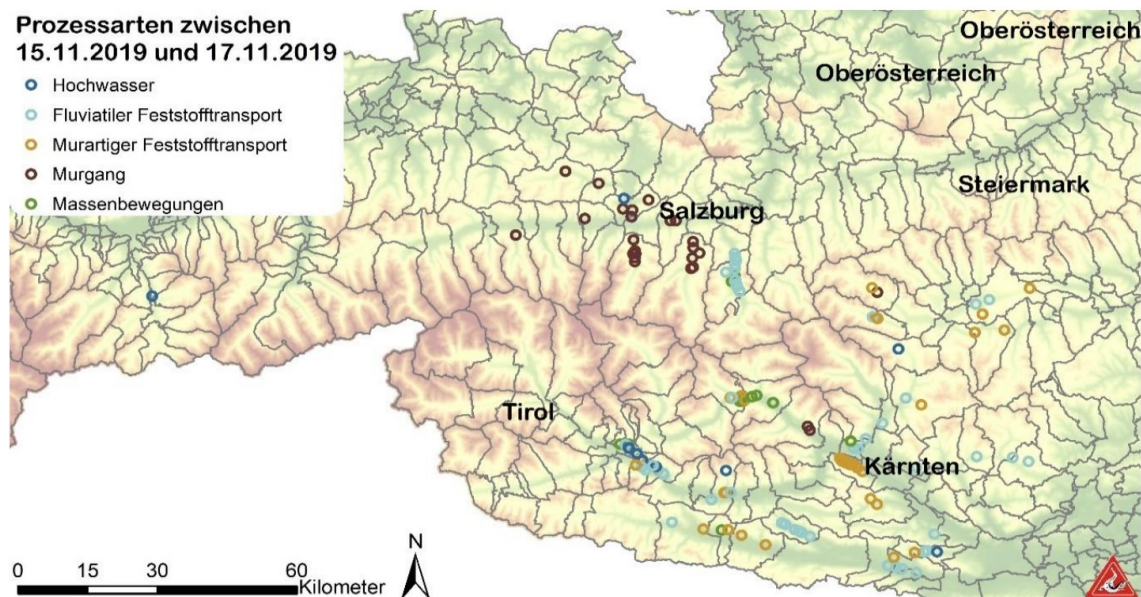 Prozessarten zwischen
15.11.2019 und 17.11.2019
Hochwasser
Fluviatiler Feststofftransport
Murartiger Feststofftransport
Murgang
Massenbewegungen
Oberösterreich
Oberösterreich
Steiermark
Salzburg
Tirol
Kärnten
N
0 15 30 60
Kilometer